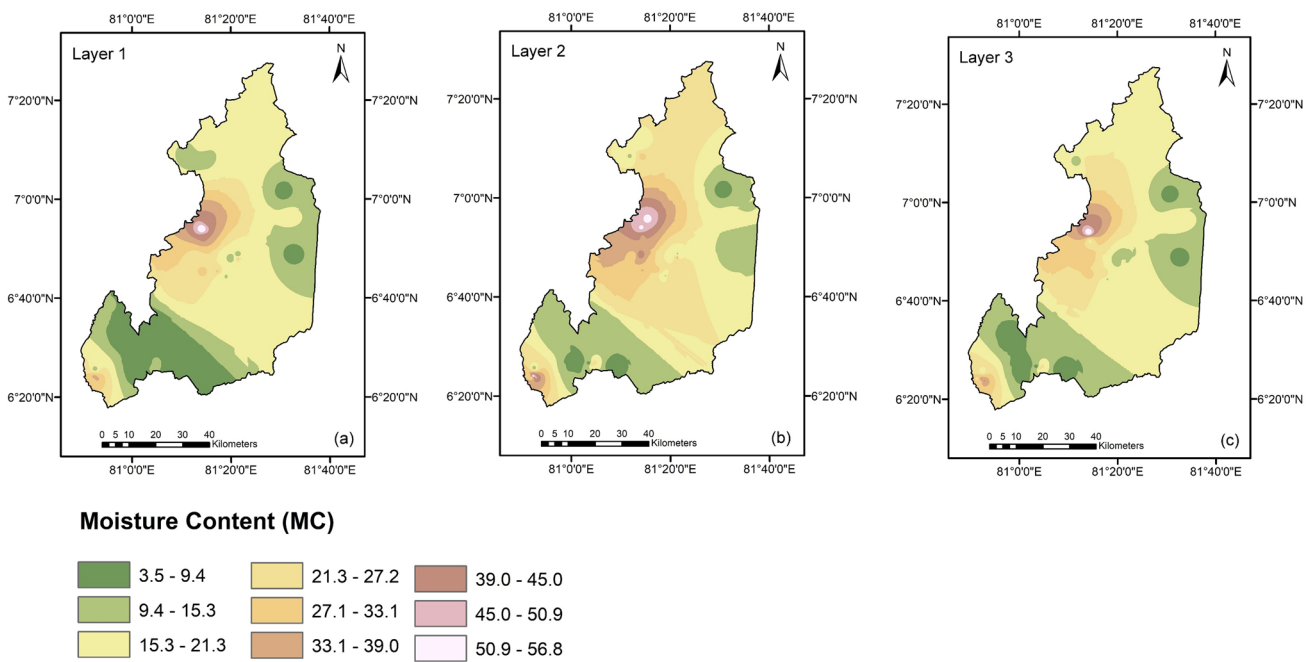 81°0'0"E 81°20'0"E 81°40'0"E
Layer 1
N
7°20'0"N 7°20'0"N
7°0'0"N 7°0'0"N
6°40'0"N 6°40'0"N
6°20'0"N 6°20'0"N
0 5 10 20 30 40
Kilometers
(a)
81°0'0"E 81°20'0"E 81°40'0"E
81°0'0"E 81°20'0"E 81°40'0"E
Layer 2
N
7°20'0"N 7°20'0"N
7°0'0"N 7°0'0"N
6°40'0"N 6°40'0"N
6°20'0"N 6°20'0"N
0 5 10 20 30 40
Kilometers
(b)
81°0'0"E 81°20'0"E 81°40'0"E
81°0'0"E 81°20'0"E 81°40'0"E
Layer 3
N
7°20'0"N 7°20'0"N
7°0'0"N 7°0'0"N
6°40'0"N 6°40'0"N
6°20'0"N 6°20'0"N
0 5 10 20 30 40
Kilometers
(c)
81°0'0"E 81°20'0"E 81°40'0"E
Moisture Content (MC)
3.5 - 9.4
9.4 - 15.3
15.3 - 21.3
21.3 - 27.2
27.1 - 33.1
33.1 - 39.0
39.0 - 45.0
45.0 - 50.9
50.9 - 56.8